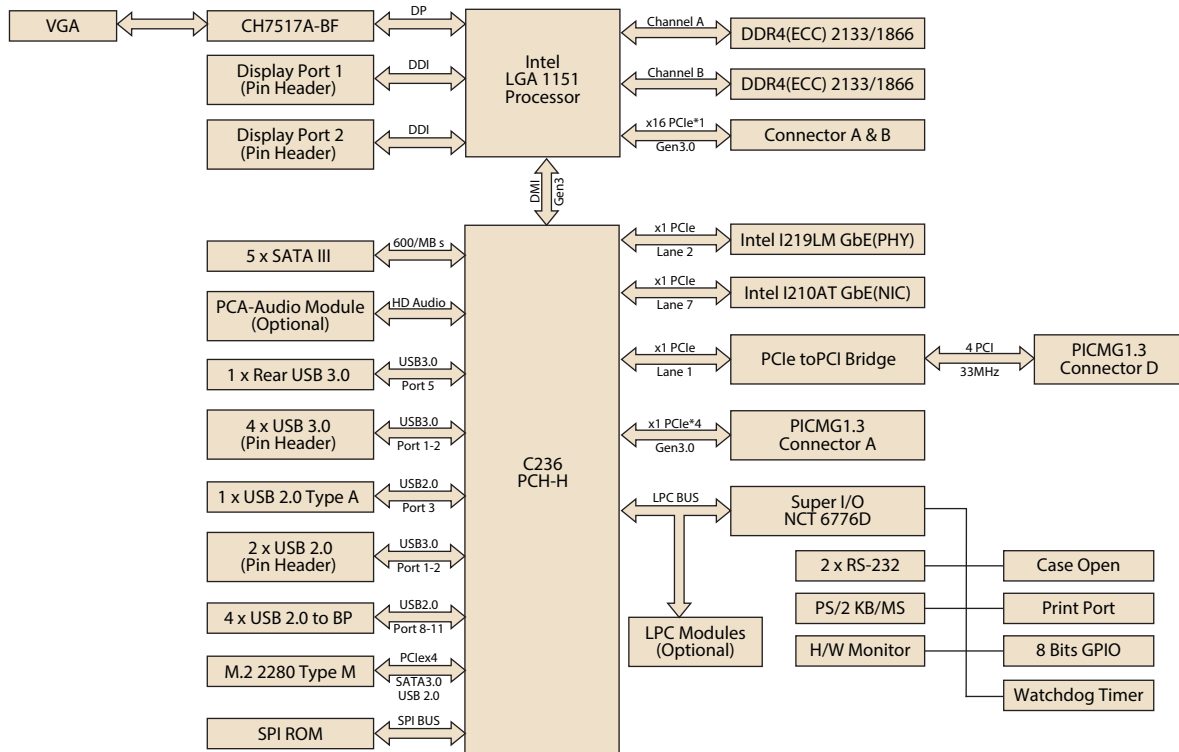 VGA
CH7517A-BF
DP
Display Port 1
(Pin Header)
DDI
Display Port 2
(Pin Header)
DDI
Intel
LGA 1151
Processor
Channel A
DDR4(ECC) 2133/1866
Channel B
DDR4(ECC) 2133/1866
x16 PCIe*1
Gen3.0
Connector A & B
DMI
Gen3
5 x SATA III
600/MB s
PCA-Audio Module
(Optional)
HD Audio
1 x Rear USB 3.0
USB3.0
Port 5
4 x USB 3.0
(Pin Header)
USB3.0
Port 1-2
1 x USB 2.0 Type A
USB2.0
Port 3
2 x USB 2.0
(Pin Header)
USB3.0
Port 1-2
4 x USB 2.0 to BP
USB2.0
Port 8-11
M.2 2280 Type M
PCIex4
SATA3.0
USB 2.0
SPI ROM
SPI BUS
C236
PCH-H
x1 PCIe
Lane 2
Intel I219LM GbE(PHY)
x1 PCIe
Lane 7
Intel I210AT GbE(NIC)
x1 PCIe
Lane 1
PCIe toPCI Bridge
4 PCI
33MHz
PICMG1.3
Connector D
x1 PCIe*4
Gen3.0
PICMG1.3
Connector A
LPC BUS
Super I/O
NCT 6776D
LPC Modules
(Optional)
2 x RS-232
Case Open
PS/2 KB/MS
Print Port
H/W Monitor
8 Bits GPIO
Watchdog Timer